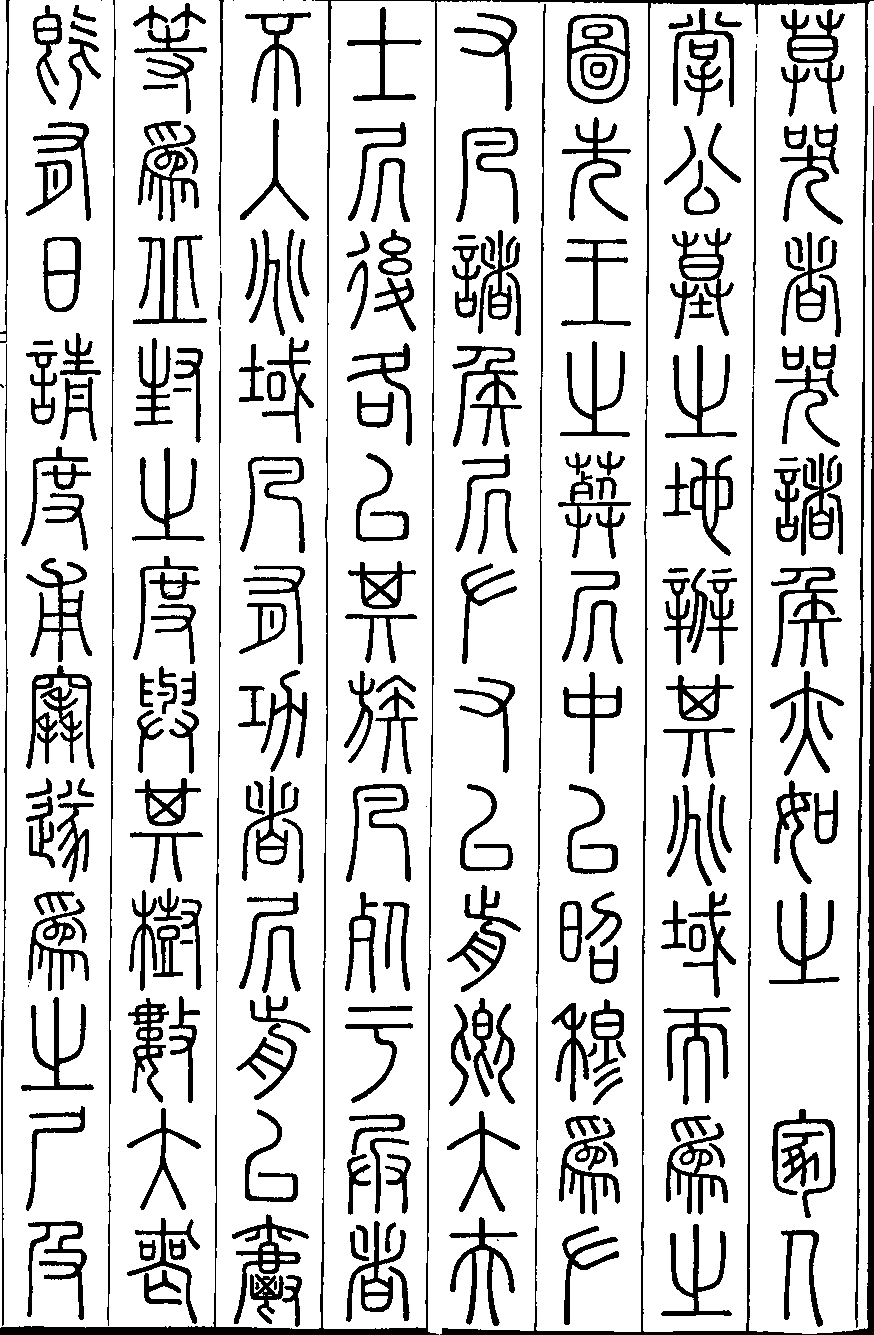 莫哭者哭諸侯亦如之　冢人
掌公墓之地辨其兆域而為之
圖先王之葬居中以昭穆為左
右凡諸侯居左右以前卿大夫
士居後各以其族凡死于兵者
不入兆域凡有功者居前以爵
等為丘封之度與其樹數大喪
既有日請度甫竁遂為之尸及